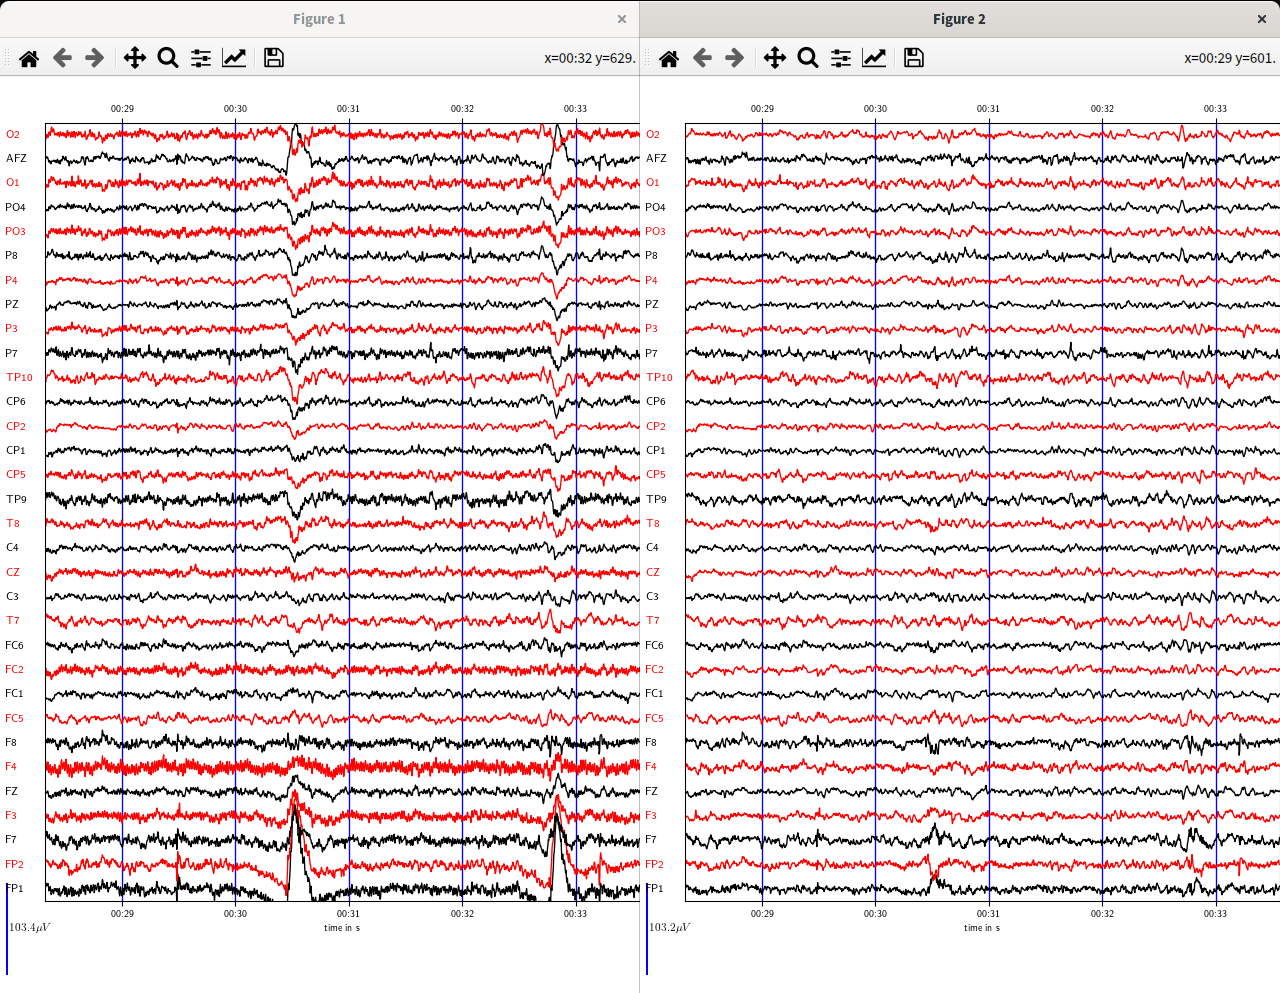 Figure 1
x=00:32 y=629.
00:29 00:30 00:31 00:32 00:33
O2
AFZ
O1
PO4
PO3
P8
P4
PZ
P3
P7
TP10
CP6
CP2
CP1
CP5
TP9
T8
C4
CZ
C3
T7
FC6
FC2
FC1
FC5
F8
F4
FZ
F3
F7
FP2
FP1
00:29 00:30 00:31 00:32 00:33
time in s
103.4μV
Figure 2
x=00:29 y=601.
00:29 00:30 00:31 00:32 00:33
O2
AFZ
O1
PO4
PO3
P8
P4
PZ
P3
P7
TP10
CP6
CP2
CP1
CP5
TP9
T8
C4
CZ
C3
T7
FC6
FC2
FC1
FC5
F8
F4
FZ
F3
F7
FP2
FP1
00:29 00:30 00:31 00:32 00:33
time in s
103.2μV